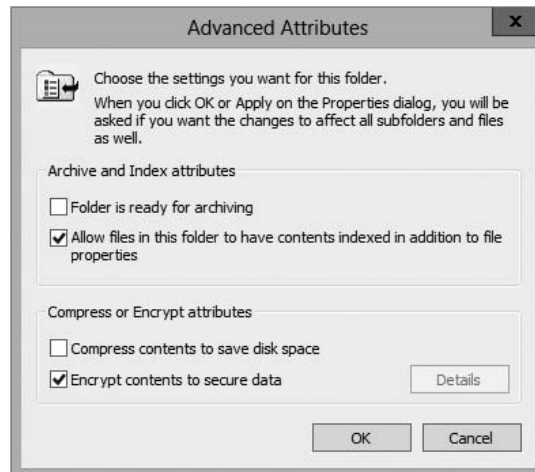 Advanced Attributes
x
Choose the settings you want for this folder.
When you click OK or Apply on the Properties dialog, you will be
asked if you want the changes to affect all subfolders and files
as well.
Archive and Index attributes
Folder is ready for archiving
Allow files in this folder to have contents indexed in addition to file
properties
Compress or Encrypt attributes
Compress contents to save disk space
Encrypt contents to secure data
Details
OK
Cancel